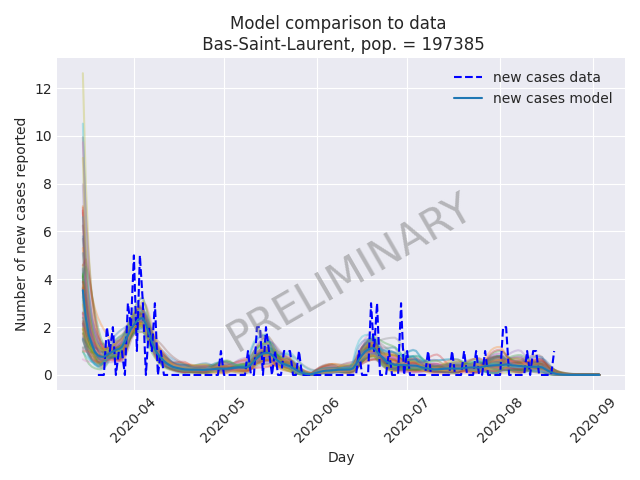 Model comparison to data
Bas-Saint-Laurent, pop. = 197385
new cases data
new cases model
Number of new cases reported
12
10
8
6
4
2
0
PRELIMINARY
2020-04
2020-05
2020-06
2020-07
2020-08
2020-09
Day